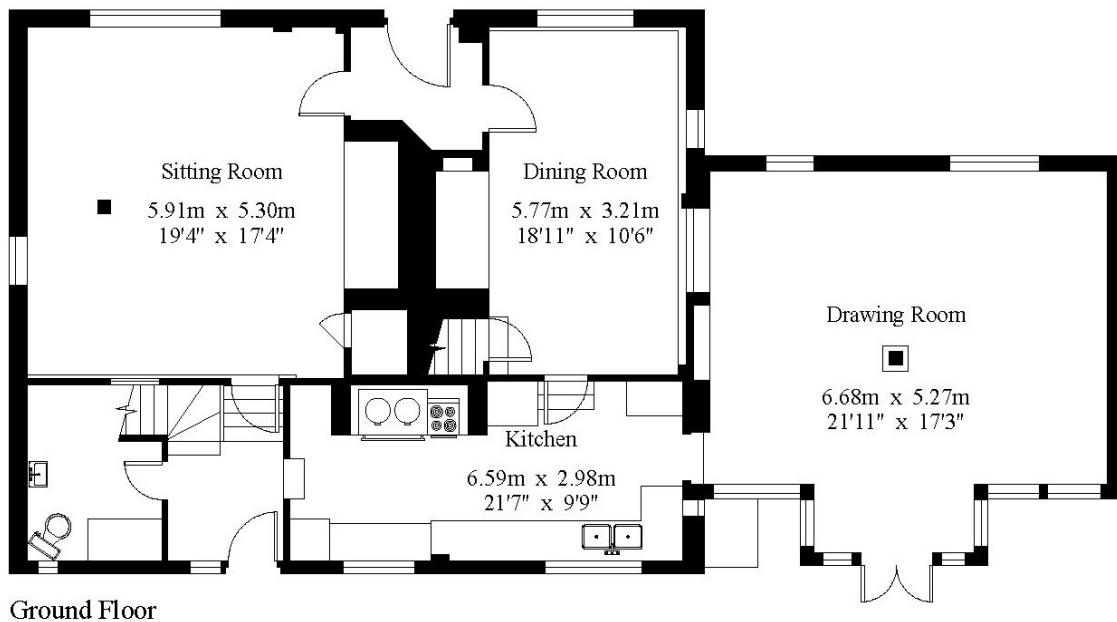 Sitting Room
5.91m x 5.30m
19'4" x 17'4"
Dining Room
5.77m x 3.21m
18'11" x 10'6"
Drawing Room
6.68m x 5.27m
21'11" x 17'3"
Kitchen
6.59m x 2.98m
21'7" x 9'9"
Ground Floor